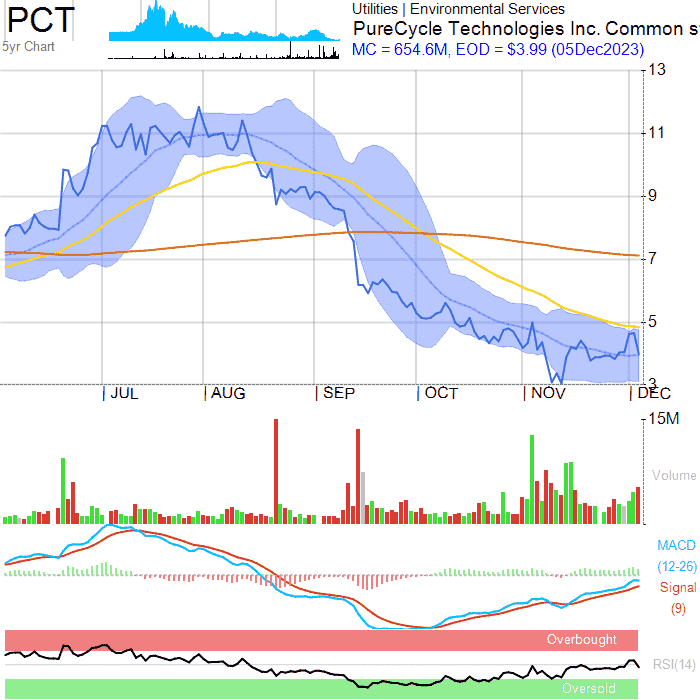 PCT
5yr Chart
Utilities | Environmental Services
PureCycle Technologies Inc. Common s
MC = 654.6M, EOD = $3.99 (05Dec2023)
13
11
9
7
5
3
JUL
AUG
SEP
OCT
NOV
DEC
15M
Volume
MACD
(12-26)
Signal
(9)
Overbought
RSI(14)
Oversold